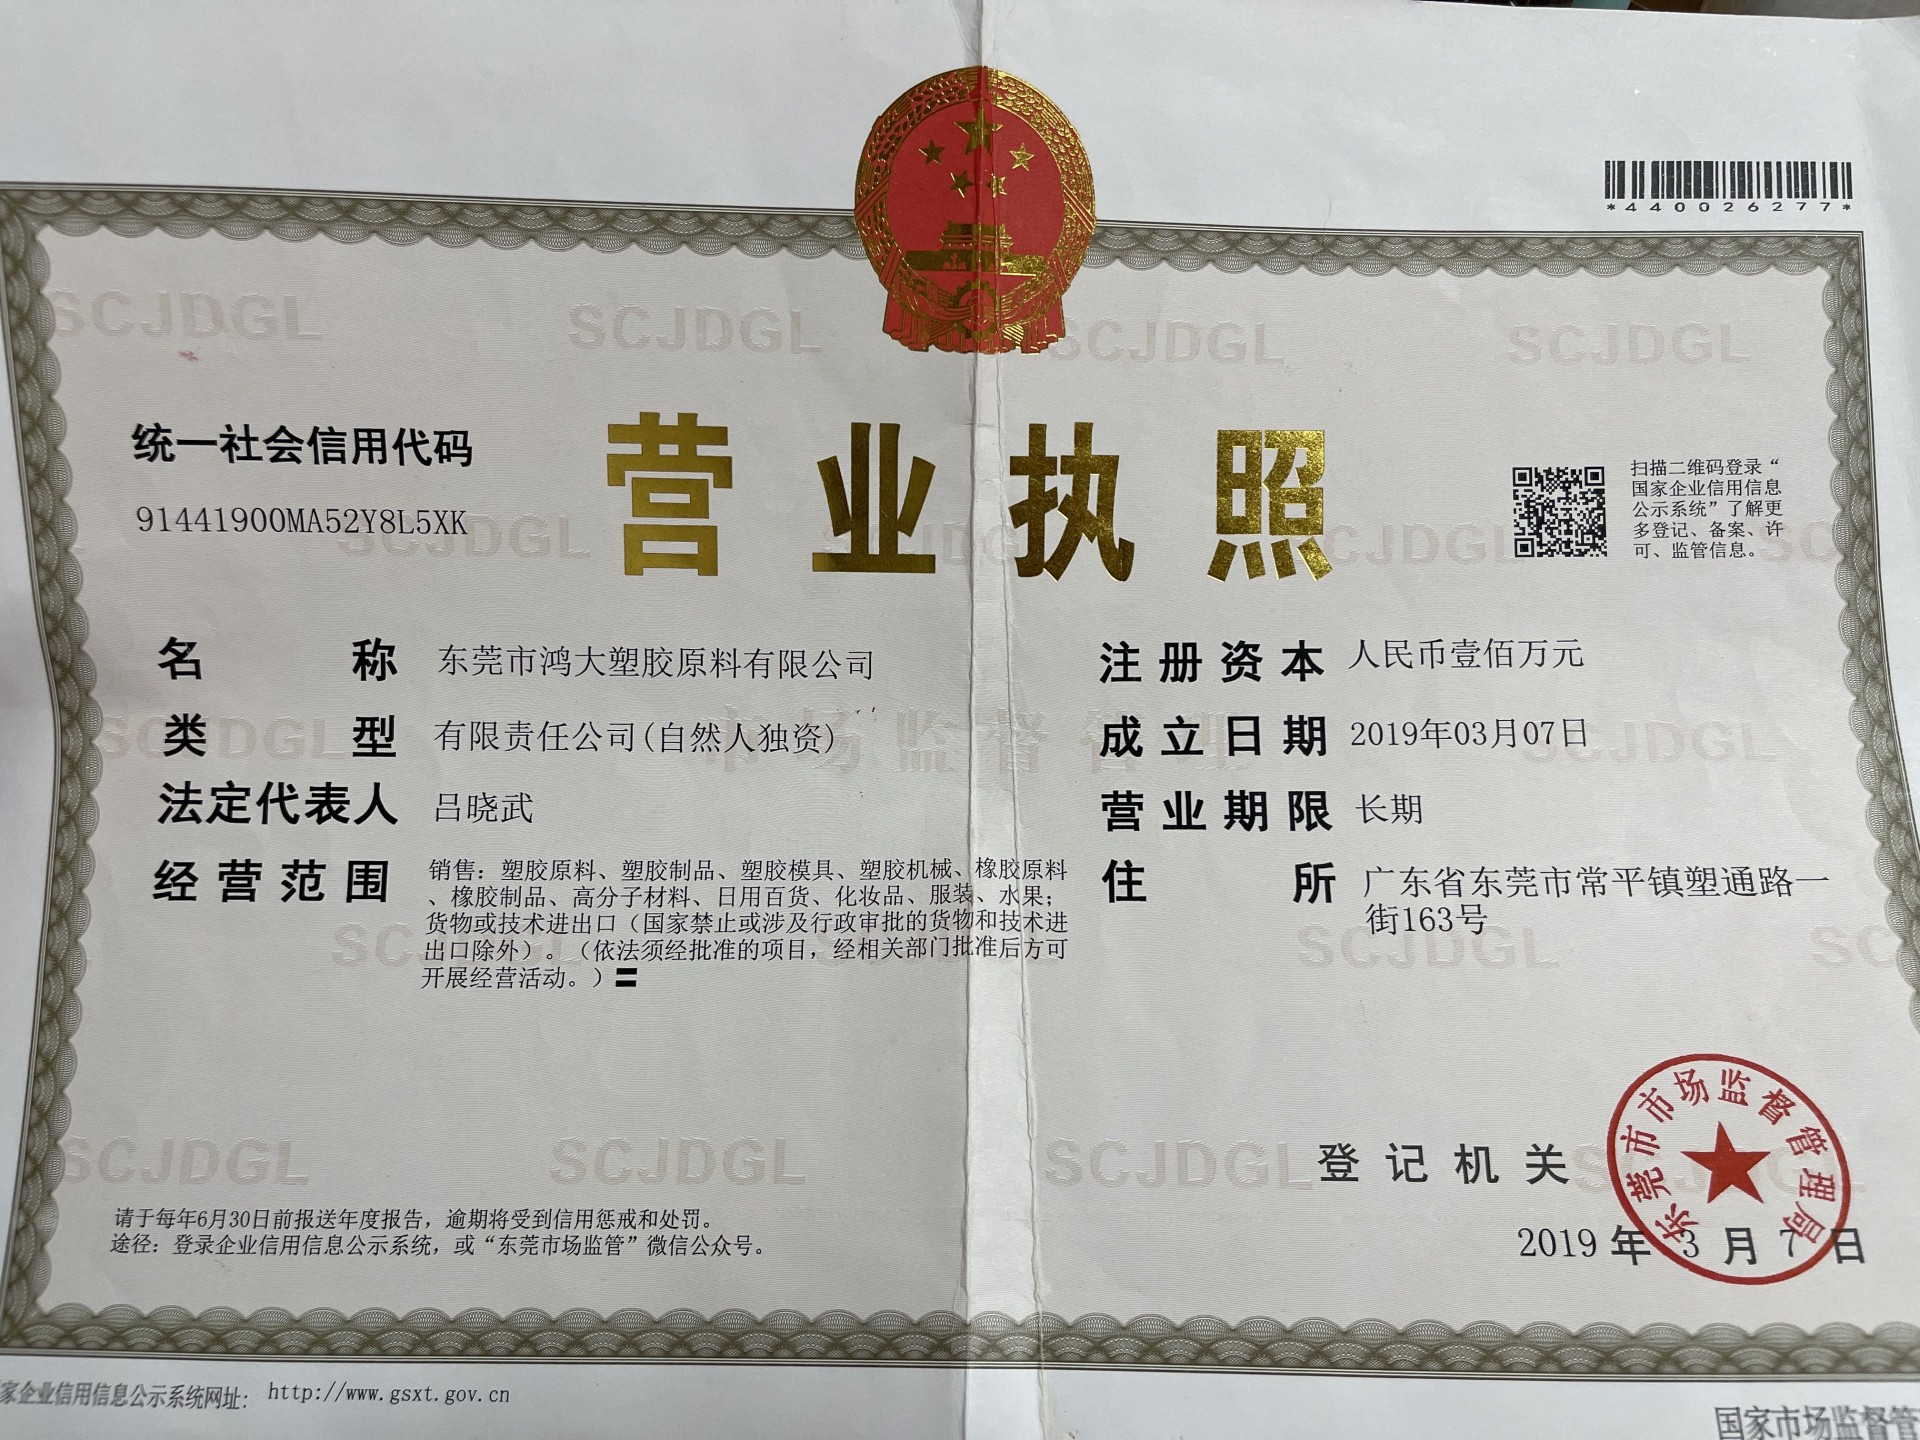 *440026277*
统一社会信用代码
91441900MA52Y8L5XK
营业执照
扫描二维码登录“
国家企业信用信息
公示系统”了解更
多登记、备案、许
可、监管信息。
名称 东莞市鸿大塑胶原料有限公司
类型 有限责任公司(自然人独资)
法定代表人 吕晓武
经营范围 销售：塑胶原料、塑胶制品、塑胶模具、塑胶机械、橡胶原料
、橡胶制品、高分子材料、日用百货、化妆品、服装、水果；
货物或技术进出口（国家禁止或涉及行政审批的货物和技术进
出口除外）。（依法须经批准的项目，经相关部门批准后方可
开展经营活动。）〓
注册资本 人民币壹佰万元
成立日期 2019年03月07日
营业期限 长期
住所 广东省东莞市常平镇塑通路一
街163号
登记机关
东莞市市场监督管理局
2019年3月7日
请于每年6月30日前报送年度报告，逾期将受到信用惩戒和处罚。
途径：登录企业信用信息公示系统，或“东莞市场监管”微信公众号。
家企业信用信息公示系统网址： http://www.gsxt.gov.cn
国家市场监督管
SCJDGL
市场监督管理